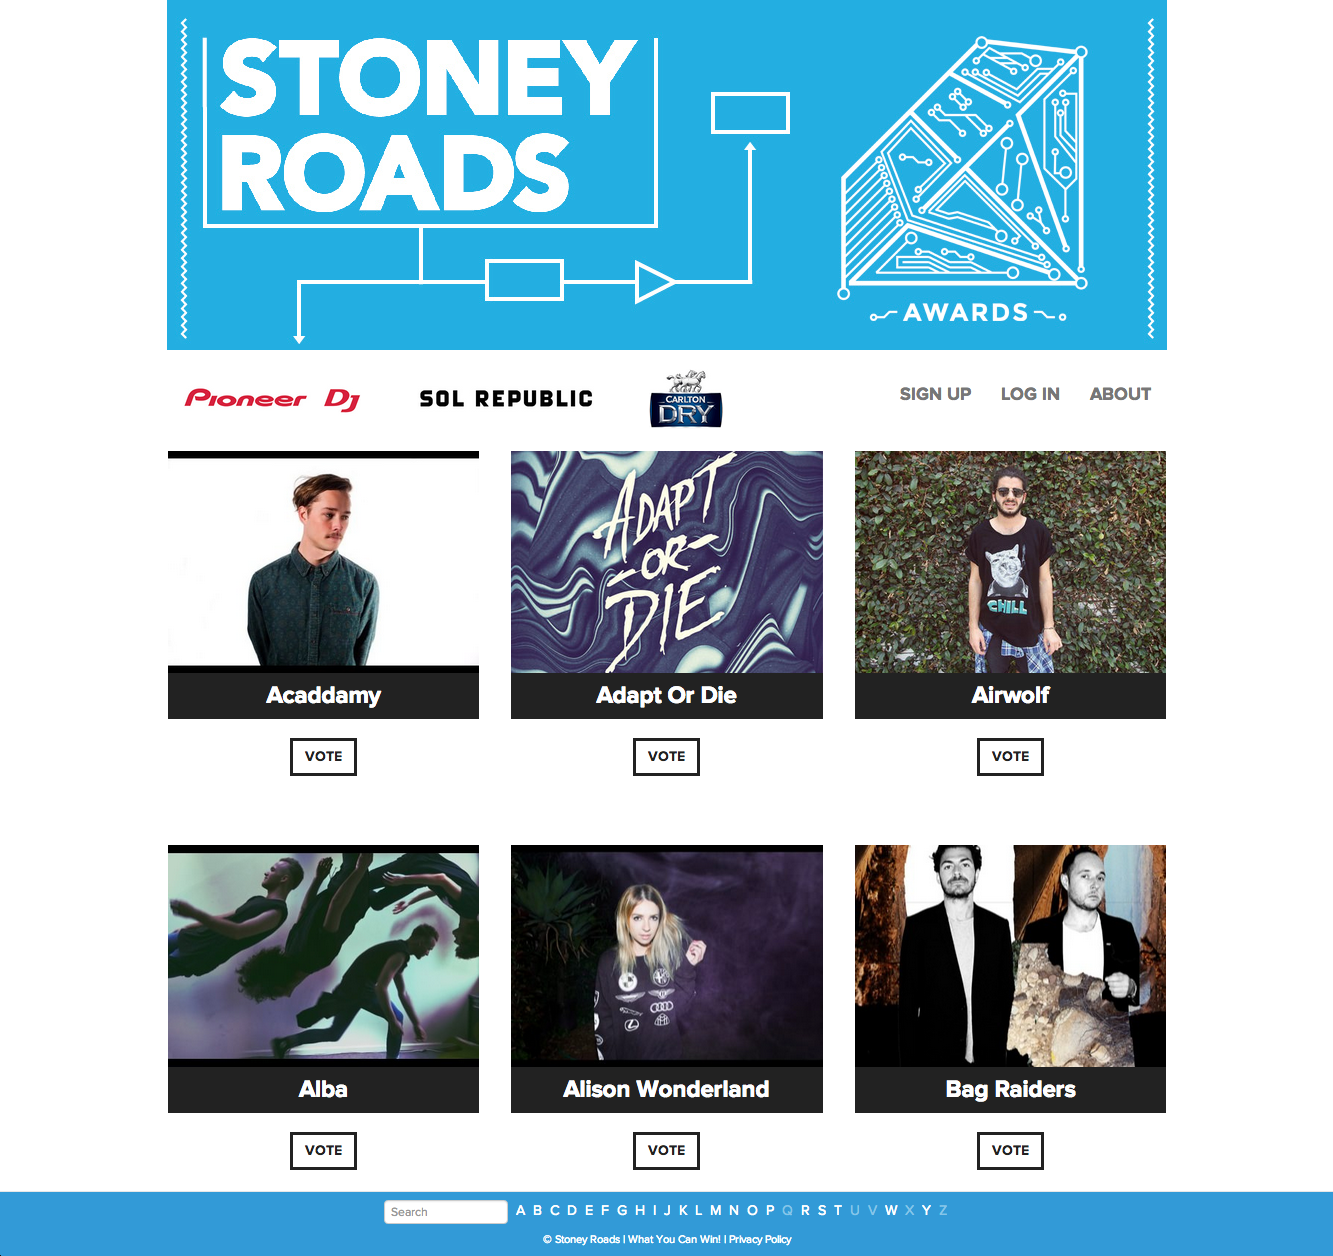 STONEY
ROADS
AWARDS
Pioneer DJ
SOL REPUBLIC
CARLTON
DRY
SIGN UP LOG IN ABOUT
ADAPT
-OR-
DIE
CHILL
Acaddamy Adapt Or Die Airwolf
VOTE VOTE VOTE
Alba Alison Wonderland Bag Raiders
VOTE VOTE VOTE
Search A B C D E F G H I J K L M N O P Q R S T U V W X Y Z
© Stoney Roads | What You Can Win! | Privacy Policy